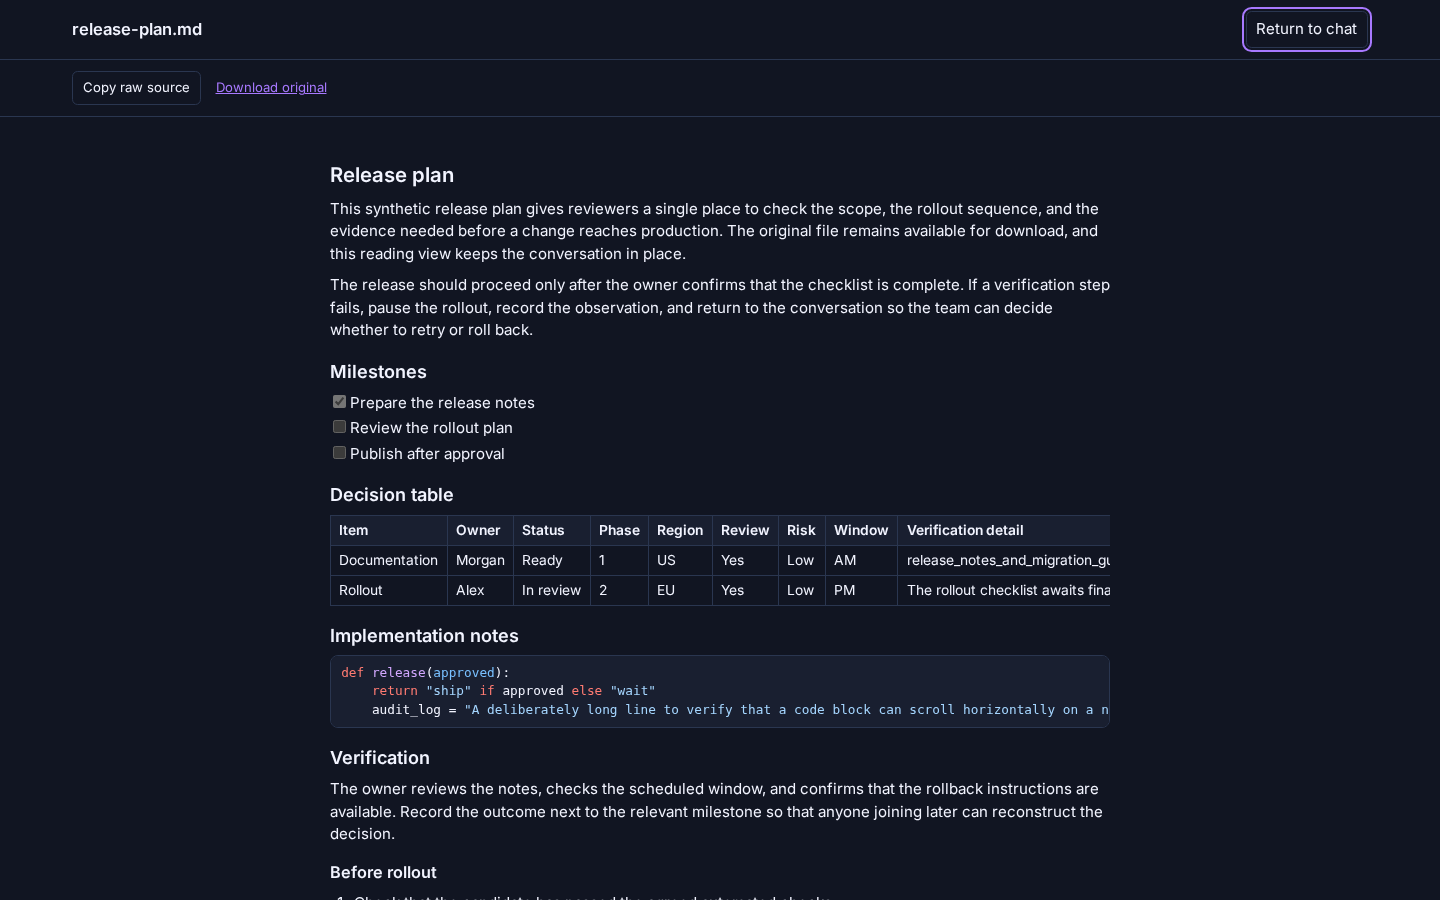 release-plan.md
Return to chat
Copy raw source
Download original
Release plan
This synthetic release plan gives reviewers a single place to check the scope, the rollout sequence, and the
evidence needed before a change reaches production. The original file remains available for download, and
this reading view keeps the conversation in place.
The release should proceed only after the owner confirms that the checklist is complete. If a verification step
fails, pause the rollout, record the observation, and return to the conversation so the team can decide
whether to retry or roll back.
Milestones
Prepare the release notes
Review the rollout plan
Publish after approval
Decision table
Item Owner Status Phase Region Review Risk Window Verification detail
Documentation Morgan Ready 1 US Yes Low AM release_notes_and_migration_gu
Rollout Alex In review 2 EU Yes Low PM The rollout checklist awaits fina
Implementation notes
def release(approved):
return "ship" if approved else "wait"
audit_log = "A deliberately long line to verify that a code block can scroll horizontally on a n
Verification
The owner reviews the notes, checks the scheduled window, and confirms that the rollback instructions are
available. Record the outcome next to the relevant milestone so that anyone joining later can reconstruct the
decision.
Before rollout